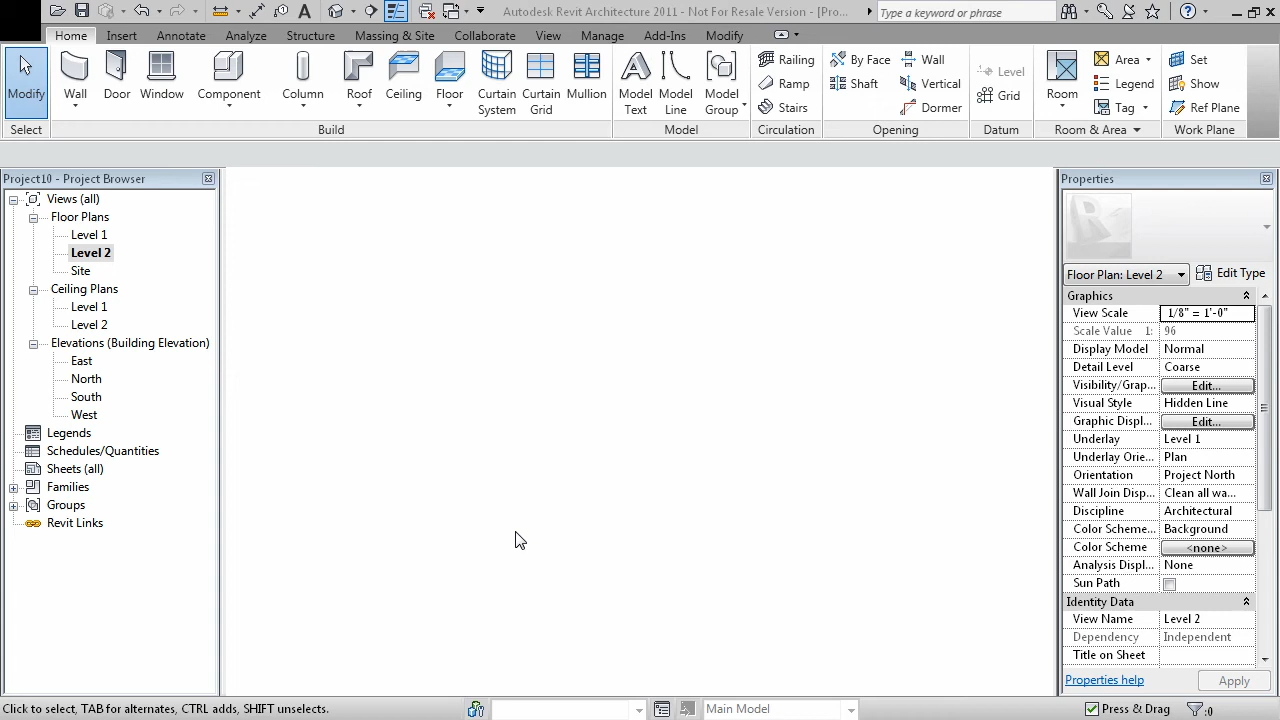 Autodesk Revit Architecture 2011 - Not For Resale Version - [Pro...
Type a keyword or phrase
Home Insert Annotate Analyze Structure Massing & Site Collaborate View Manage Add-Ins Modify
Modify
Wall
Door
Window
Component
Column
Roof
Ceiling
Floor
Curtain System
Curtain Grid
Mullion
Model Text
Model Line
Model Group
Railing
Ramp
Stairs
By Face
Shaft
Wall
Vertical
Dormer
Level
Grid
Room
Area
Legend
Tag
Set
Show
Ref Plane
Select Build Model Circulation Opening Datum Room & Area Work Plane
Project10 - Project Browser
Views (all)
Floor Plans
Level 1
Level 2
Site
Ceiling Plans
Level 1
Level 2
Elevations (Building Elevation)
East
North
South
West
Legends
Schedules/Quantities
Sheets (all)
Families
Groups
Revit Links
Properties
Floor Plan: Level 2 Edit Type
Graphics
View Scale 1/8" = 1'-0"
Scale Value 1: 96
Display Model Normal
Detail Level Coarse
Visibility/Grap... Edit...
Visual Style Hidden Line
Graphic Displ... Edit...
Underlay Level 1
Underlay Orie... Plan
Orientation Project North
Wall Join Disp... Clean all wa...
Discipline Architectural
Color Scheme... Background
Color Scheme <none>
Analysis Displ... None
Sun Path
Identity Data
View Name Level 2
Dependency Independent
Title on Sheet
Properties help Apply
Click to select, TAB for alternates, CTRL adds, SHIFT unselects.
Main Model
Press & Drag
:0